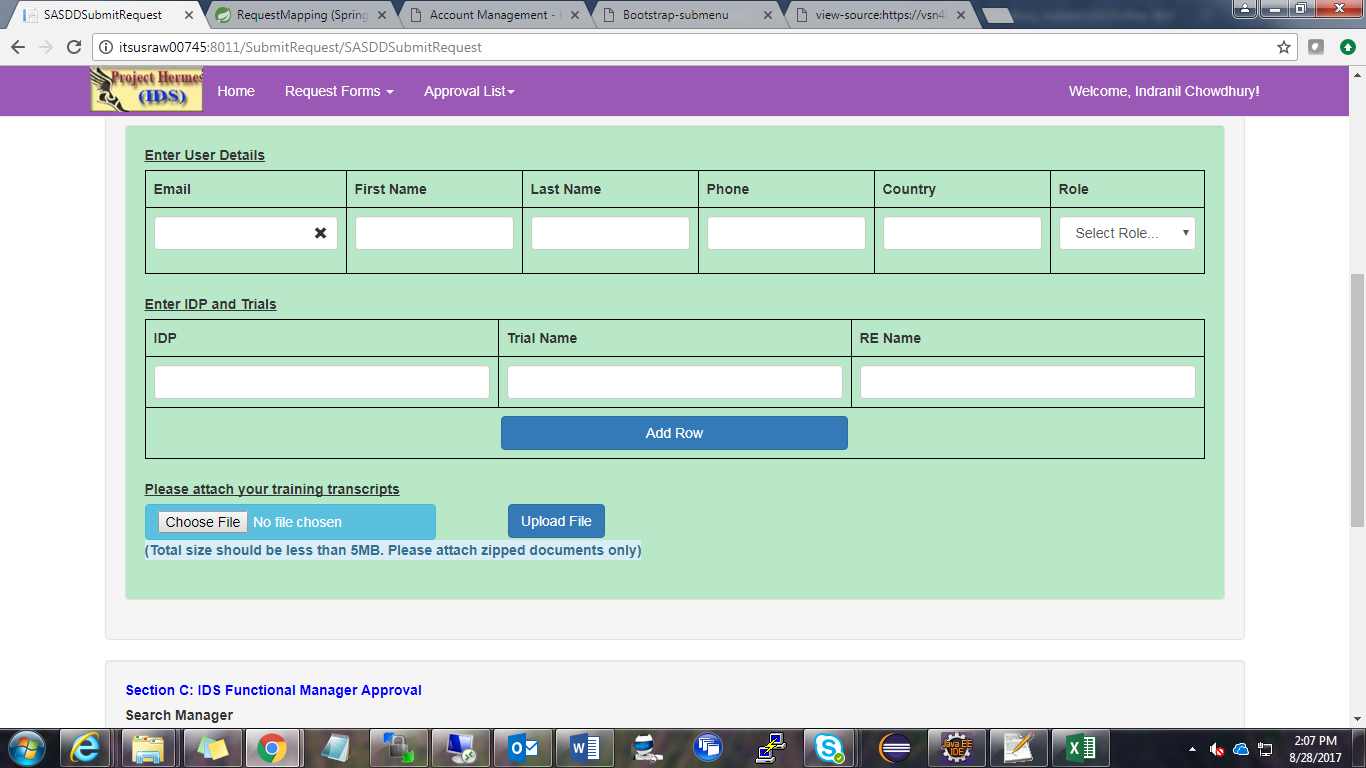 SASDDSubmitRequest
RequestMapping (Spring
Account Management -
Bootstrap-submenu
view-source:https://vsn4
itsusraw00745:8011/SubmitRequest/SASDDSubmitRequest
Project Hermes
(IDS)
Home Request Forms Approval List Welcome, Indranil Chowdhury!
Enter User Details
Email First Name Last Name Phone Country Role
Select Role...
Enter IDP and Trials
IDP Trial Name RE Name
Add Row
Please attach your training transcripts
Choose File No file chosen Upload File
(Total size should be less than 5MB. Please attach zipped documents only)
Section C: IDS Functional Manager Approval
Search Manager
2:07 PM
8/28/2017